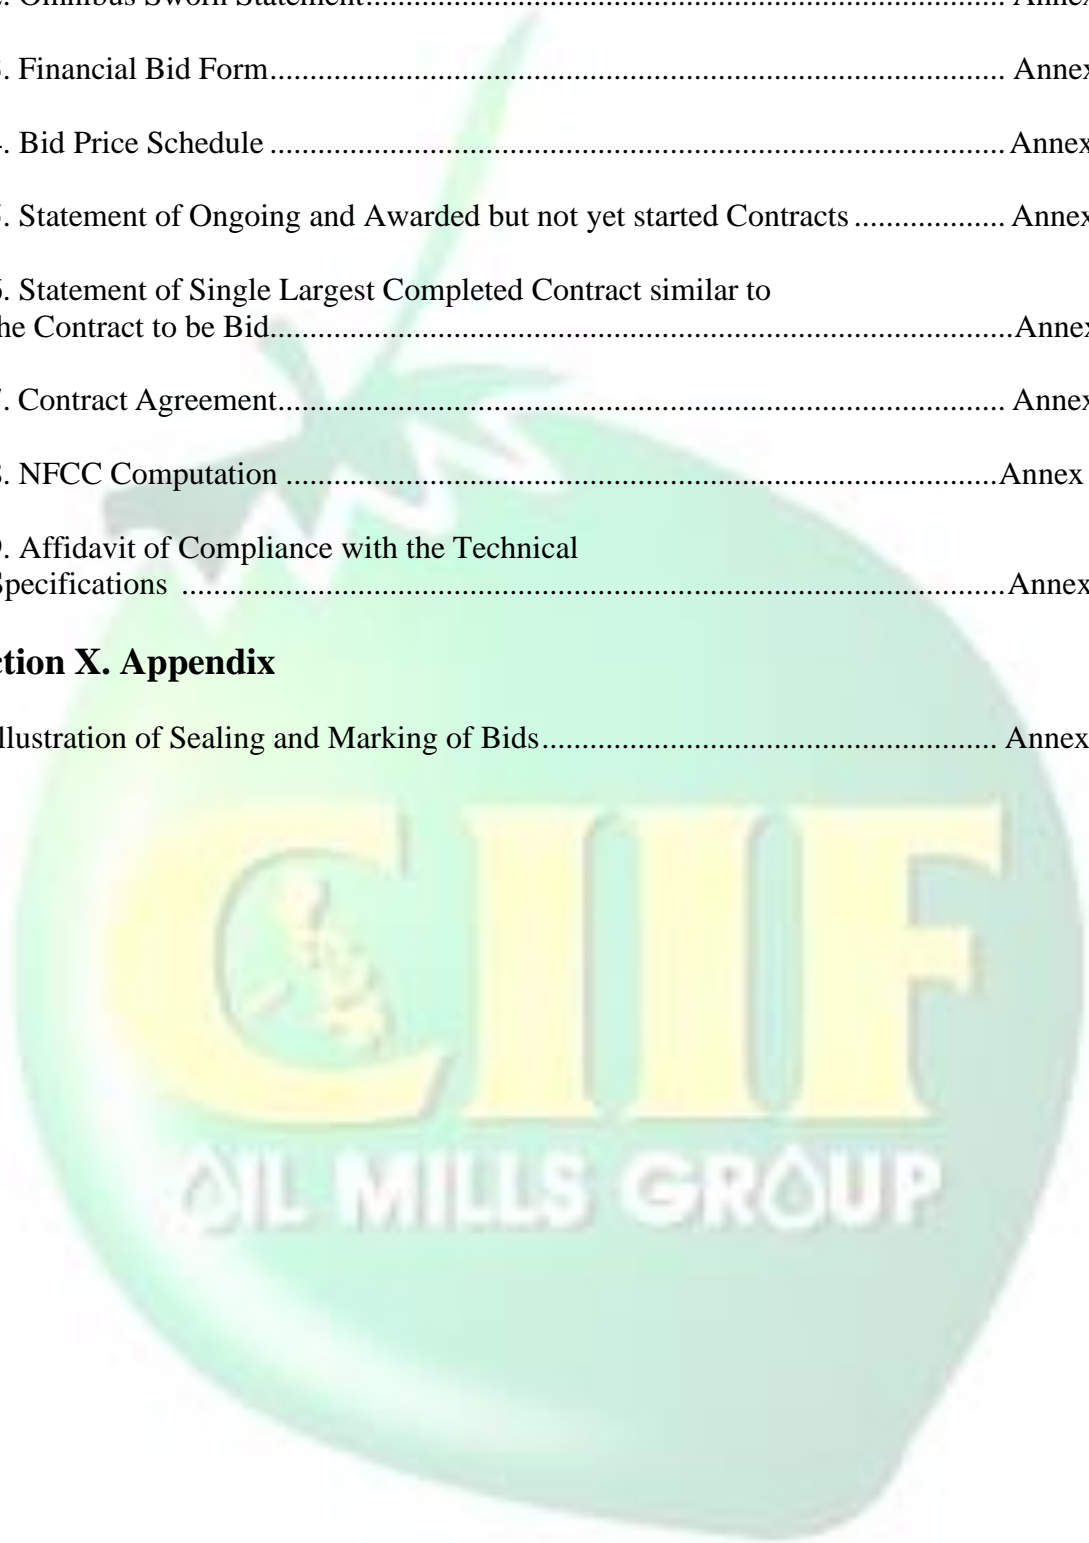 . Omnibus Sworn Statement................................................................................ Annex
. Financial Bid Form............................................................................................ Annex
. Bid Price Schedule ............................................................................................ Annex
. Statement of Ongoing and Awarded but not yet started Contracts ................... Annex
. Statement of Single Largest Completed Contract similar to
he Contract to be Bid.............................................................................................Annex
. Contract Agreement........................................................................................... Annex
. NFCC Computation .........................................................................................Annex
. Affidavit of Compliance with the Technical
Specifications .......................................................................................................Annex
ction X. Appendix
llustration of Sealing and Marking of Bids......................................................... Annex
CIIF
OIL MILLS GROUP